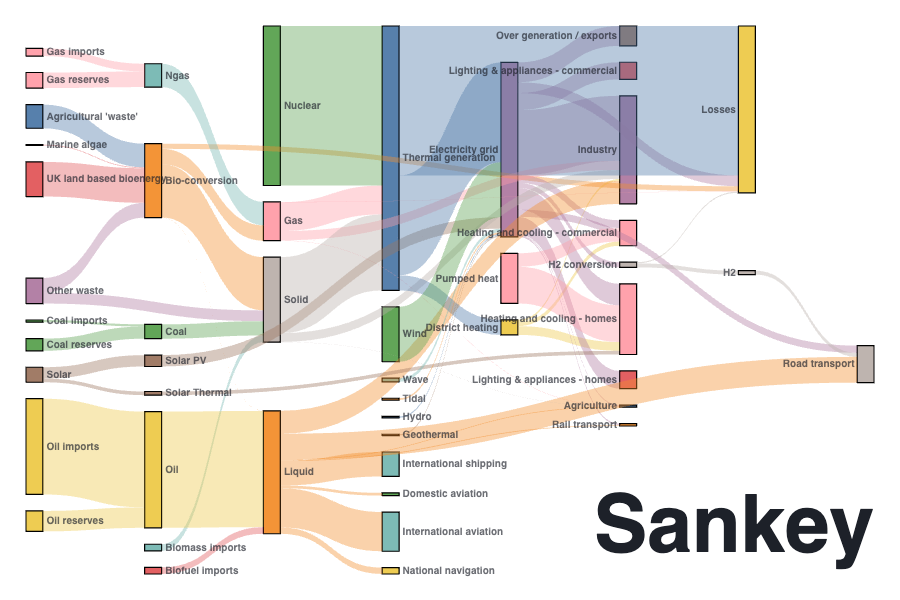 Gas imports
Gas reserves
Agricultural 'waste'
Marine algae
UK land based bioenergy
Other waste
Coal imports
Coal reserves
Solar
Oil imports
Oil reserves
Ngas
Bio-conversion
Coal
Solar PV
Solar Thermal
Oil
Biomass imports
Biofuel imports
Nuclear
Gas
Solid
Liquid
Thermal generation
Wind
Wave
Tidal
Hydro
Geothermal
International shipping
Domestic aviation
International aviation
National navigation
Electricity grid
Pumped heat
District heating
Over generation / exports
Lighting & appliances - commercial
Industry
Heating and cooling - commercial
H2 conversion
Heating and cooling - homes
Lighting & appliances - homes
Agriculture
Rail transport
Losses
H2
Road transport
Sankey